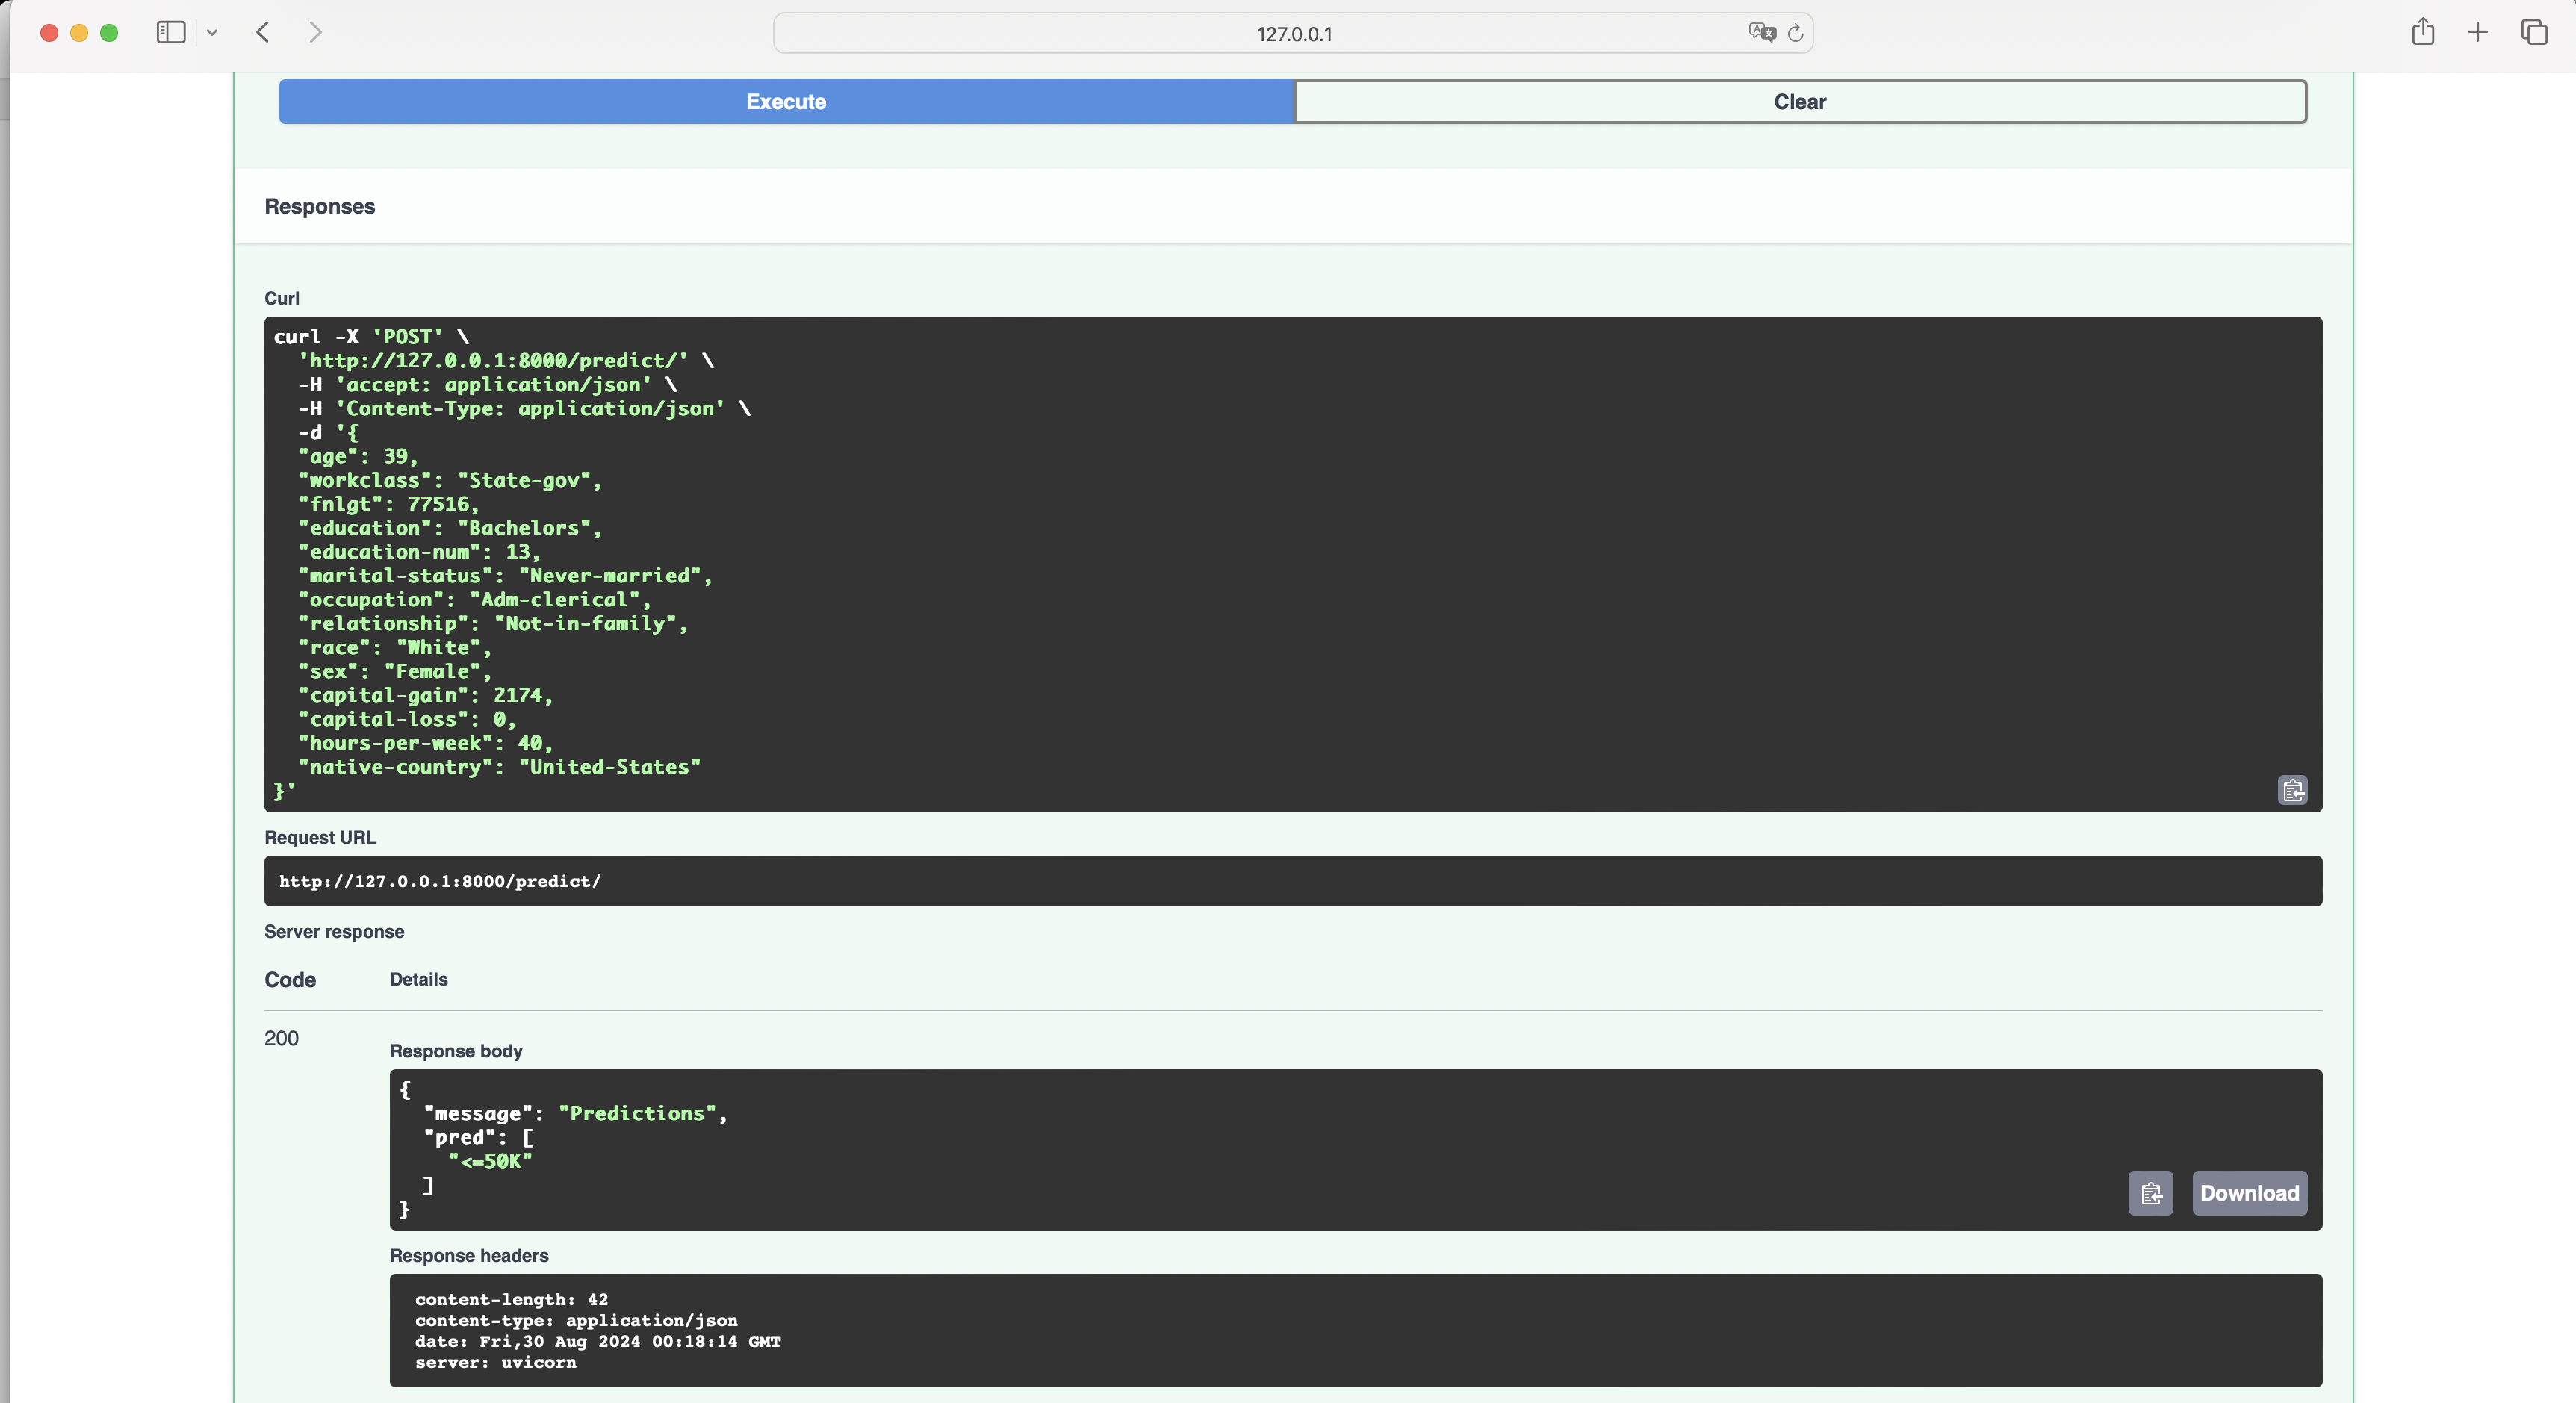 127.0.0.1
Execute
Clear
Responses
Curl
curl -X 'POST' \
  'http://127.0.0.1:8000/predict/' \
  -H 'accept: application/json' \
  -H 'Content-Type: application/json' \
  -d '{
  "age": 39,
  "workclass": "State-gov",
  "fnlgt": 77516,
  "education": "Bachelors",
  "education-num": 13,
  "marital-status": "Never-married",
  "occupation": "Adm-clerical",
  "relationship": "Not-in-family",
  "race": "White",
  "sex": "Female",
  "capital-gain": 2174,
  "capital-loss": 0,
  "hours-per-week": 40,
  "native-country": "United-States"
}'
Request URL
http://127.0.0.1:8000/predict/
Server response
Code Details
200
Response body
{
  "message": "Predictions",
  "pred": [
    "<=50K"
  ]
}
Download
Response headers
content-length: 42
content-type: application/json
date: Fri,30 Aug 2024 00:18:14 GMT
server: uvicorn